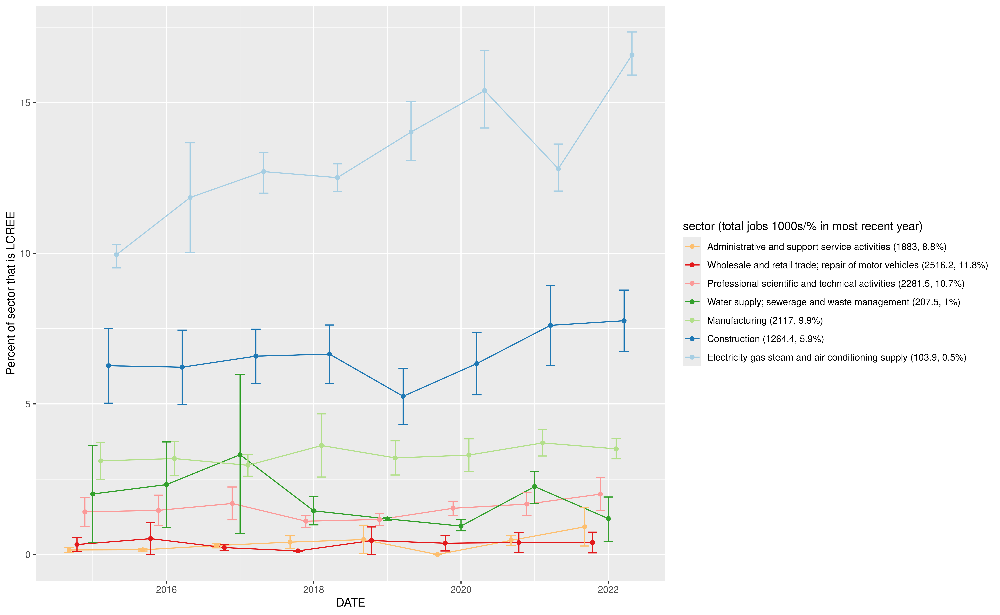 Percent of sector that is LCREE
15
10
5
0
2016
2018
2020
2022
DATE
sector (total jobs 1000s/% in most recent year)
Administrative and support service activities (1883, 8.8%)
Wholesale and retail trade; repair of motor vehicles (2516.2, 11.8%)
Professional scientific and technical activities (2281.5, 10.7%)
Water supply; sewerage and waste management (207.5, 1%)
Manufacturing (2117, 9.9%)
Construction (1264.4, 5.9%)
Electricity gas steam and air conditioning supply (103.9, 0.5%)